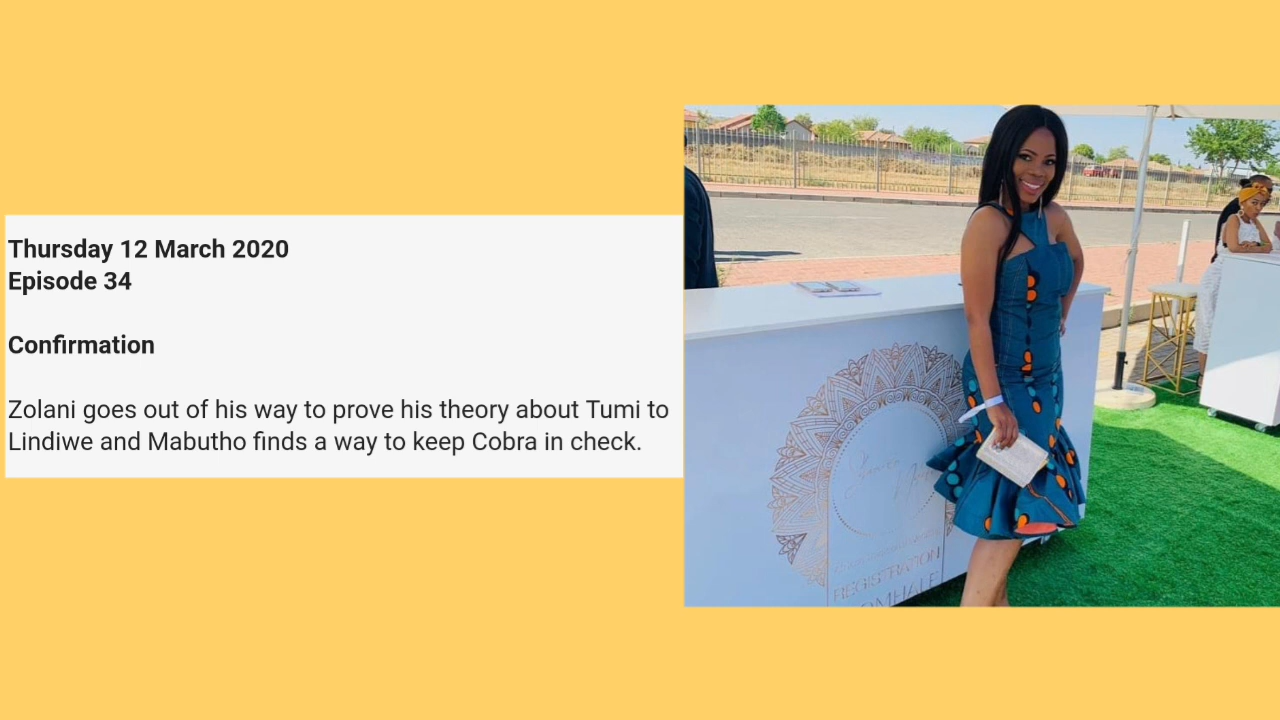 Thursday 12 March 2020
Episode 34
Confirmation
Zolani goes out of his way to prove his theory about Tumi to
Lindiwe and Mabutho finds a way to keep Cobra in check.
REGISTRATION